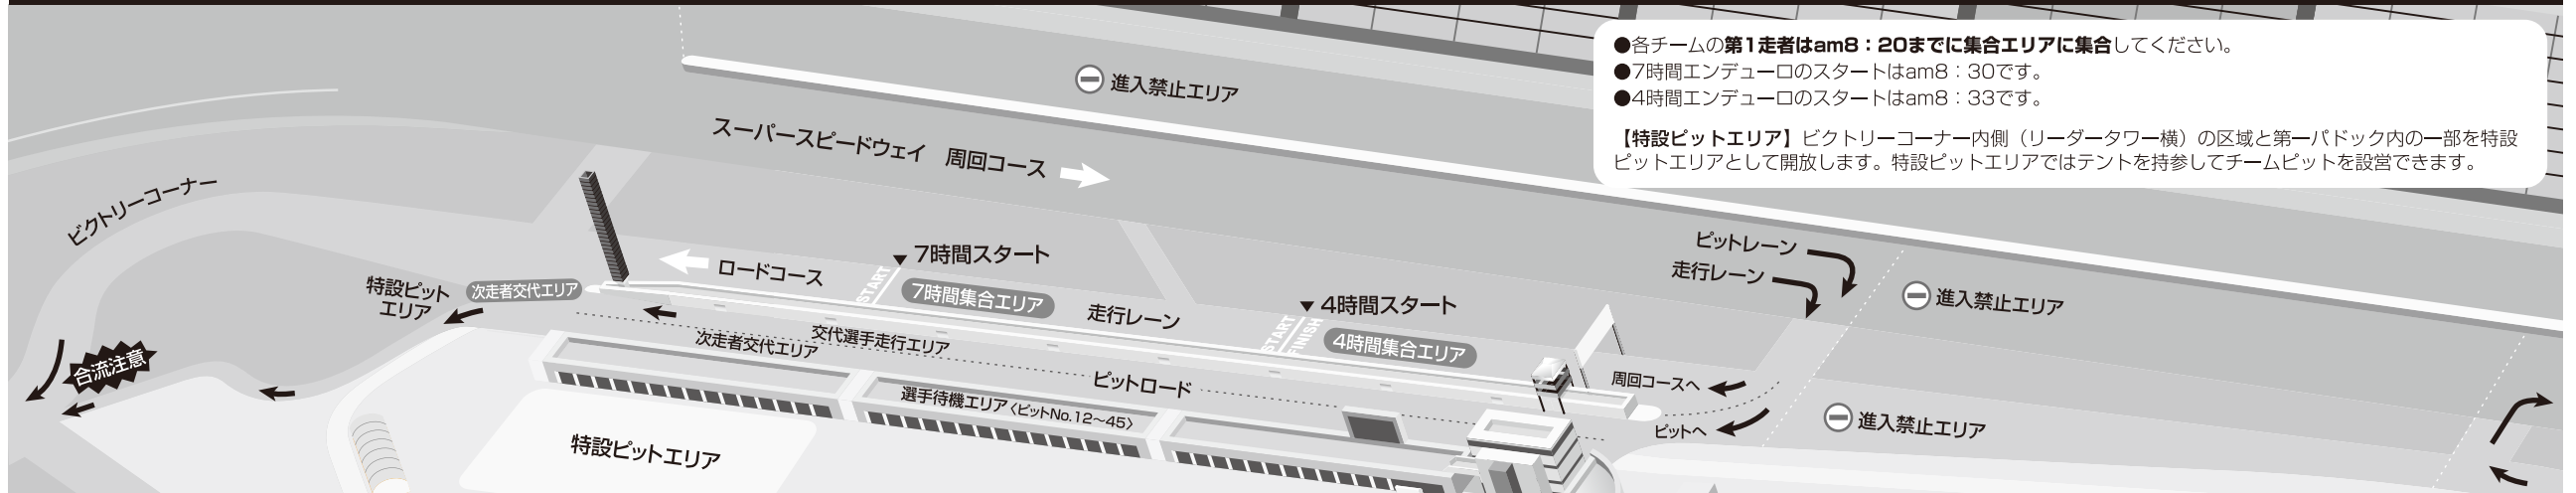 ●各チームの第1走者はam8：20までに集合エリアに集合してください。
●7時間エンデューロのスタートはam8：30です。
●4時間エンデューロのスタートはam8：33です。
【特設ピットエリア】ビクトリーコーナー内側（リーダータワー横）の区域と第一パドック内の一部を特設
ピットエリアとして開放します。特設ピットエリアではテントを持参してチームピットを設営できます。
進入禁止エリア
スーパースピードウェイ　周回コース
ビクトリーコーナー
ピットレーン
走行レーン
▼7時間スタート
ロードコース
START
7時間集合エリア
走行レーン
特設ピット
エリア
次走者交代エリア
▼4時間スタート
START
FINISH
4時間集合エリア
進入禁止エリア
次走者交代エリア
交代選手走行エリア
合流注意
ピットロード
周回コースへ
選手待機エリア〈ピットNo.12〜45〉
ピットへ
進入禁止エリア
特設ピットエリア